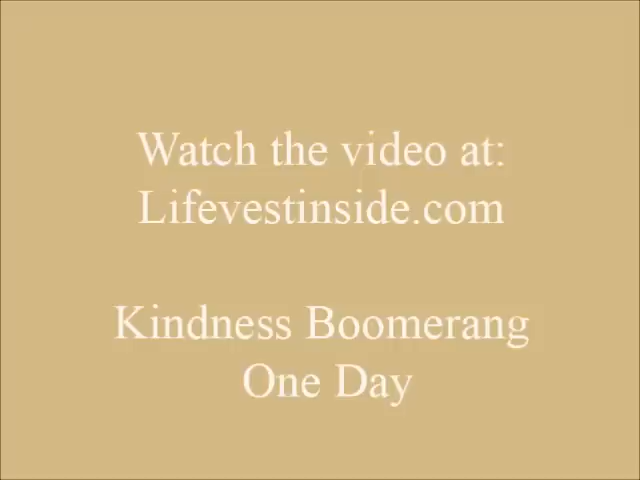 Watch the video at:
Lifevestinside.com
Kindness Boomerang
One Day